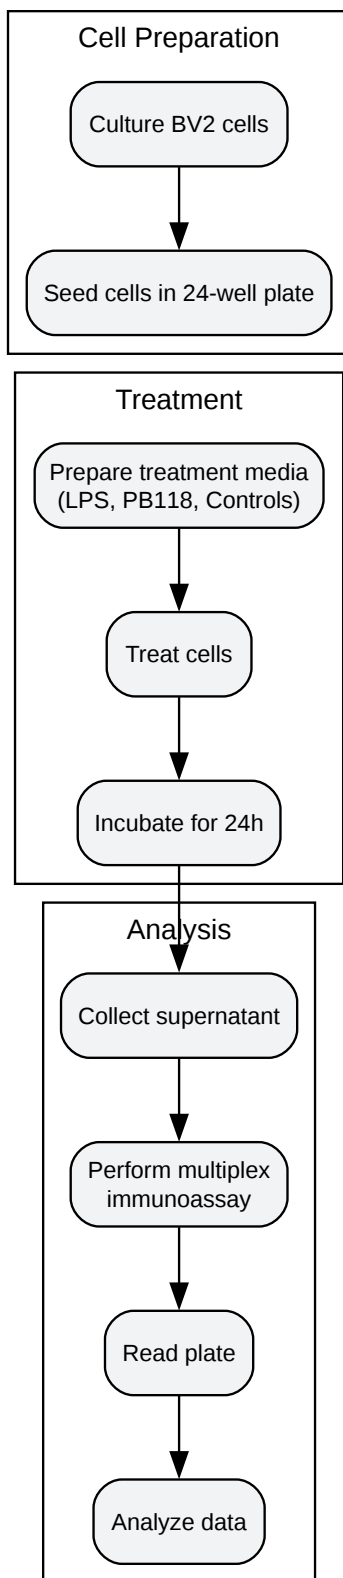 Cell Preparation
Culture BV2 cells
Seed cells in 24-well plate
Treatment
Prepare treatment media
(LPS, PB118, Controls)
Treat cells
Incubate for 24h
Analysis
Collect supernatant
Perform multiplex
immunoassay
Read plate
Analyze data